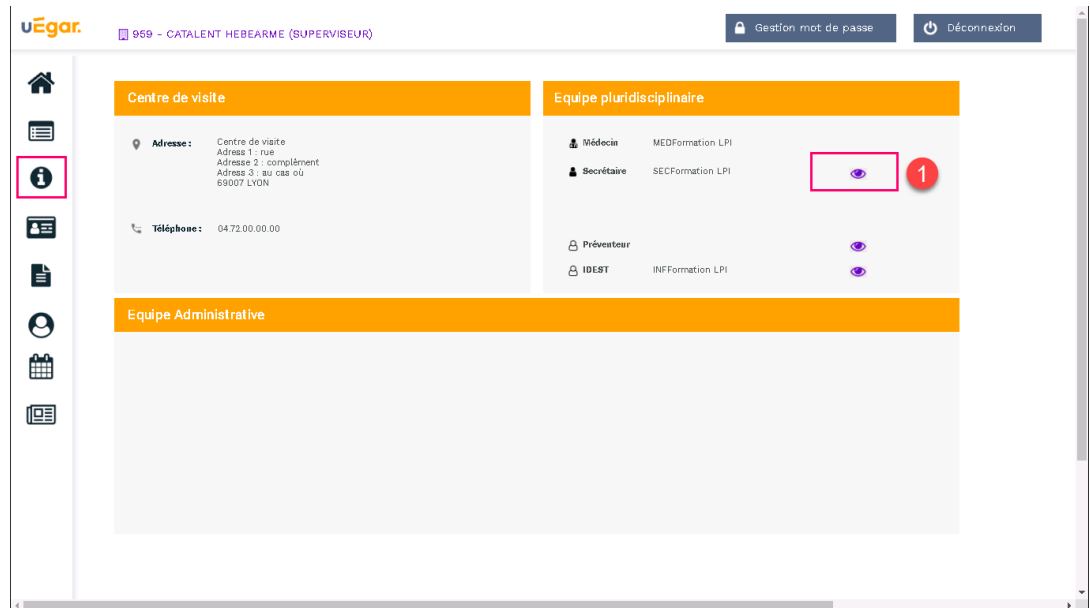 uEgar.
959 - CATALENT HEBEARME (SUPERVISEUR)
Gestion mot de passe
Déconnexion
Centre de visite
Adresse :
Centre de visite
Adress 1 : rue
Adresse 2 : complément
Adress 3 : au cas où
69007 LYON
Téléphone : 04.72.00.00.00
Equipe pluridisciplinaire
Médecin MEDFormation LPI
Secrétaire SECFormation LPI
1
Préventeur
IDEST INFFormation LPI
Equipe Administrative